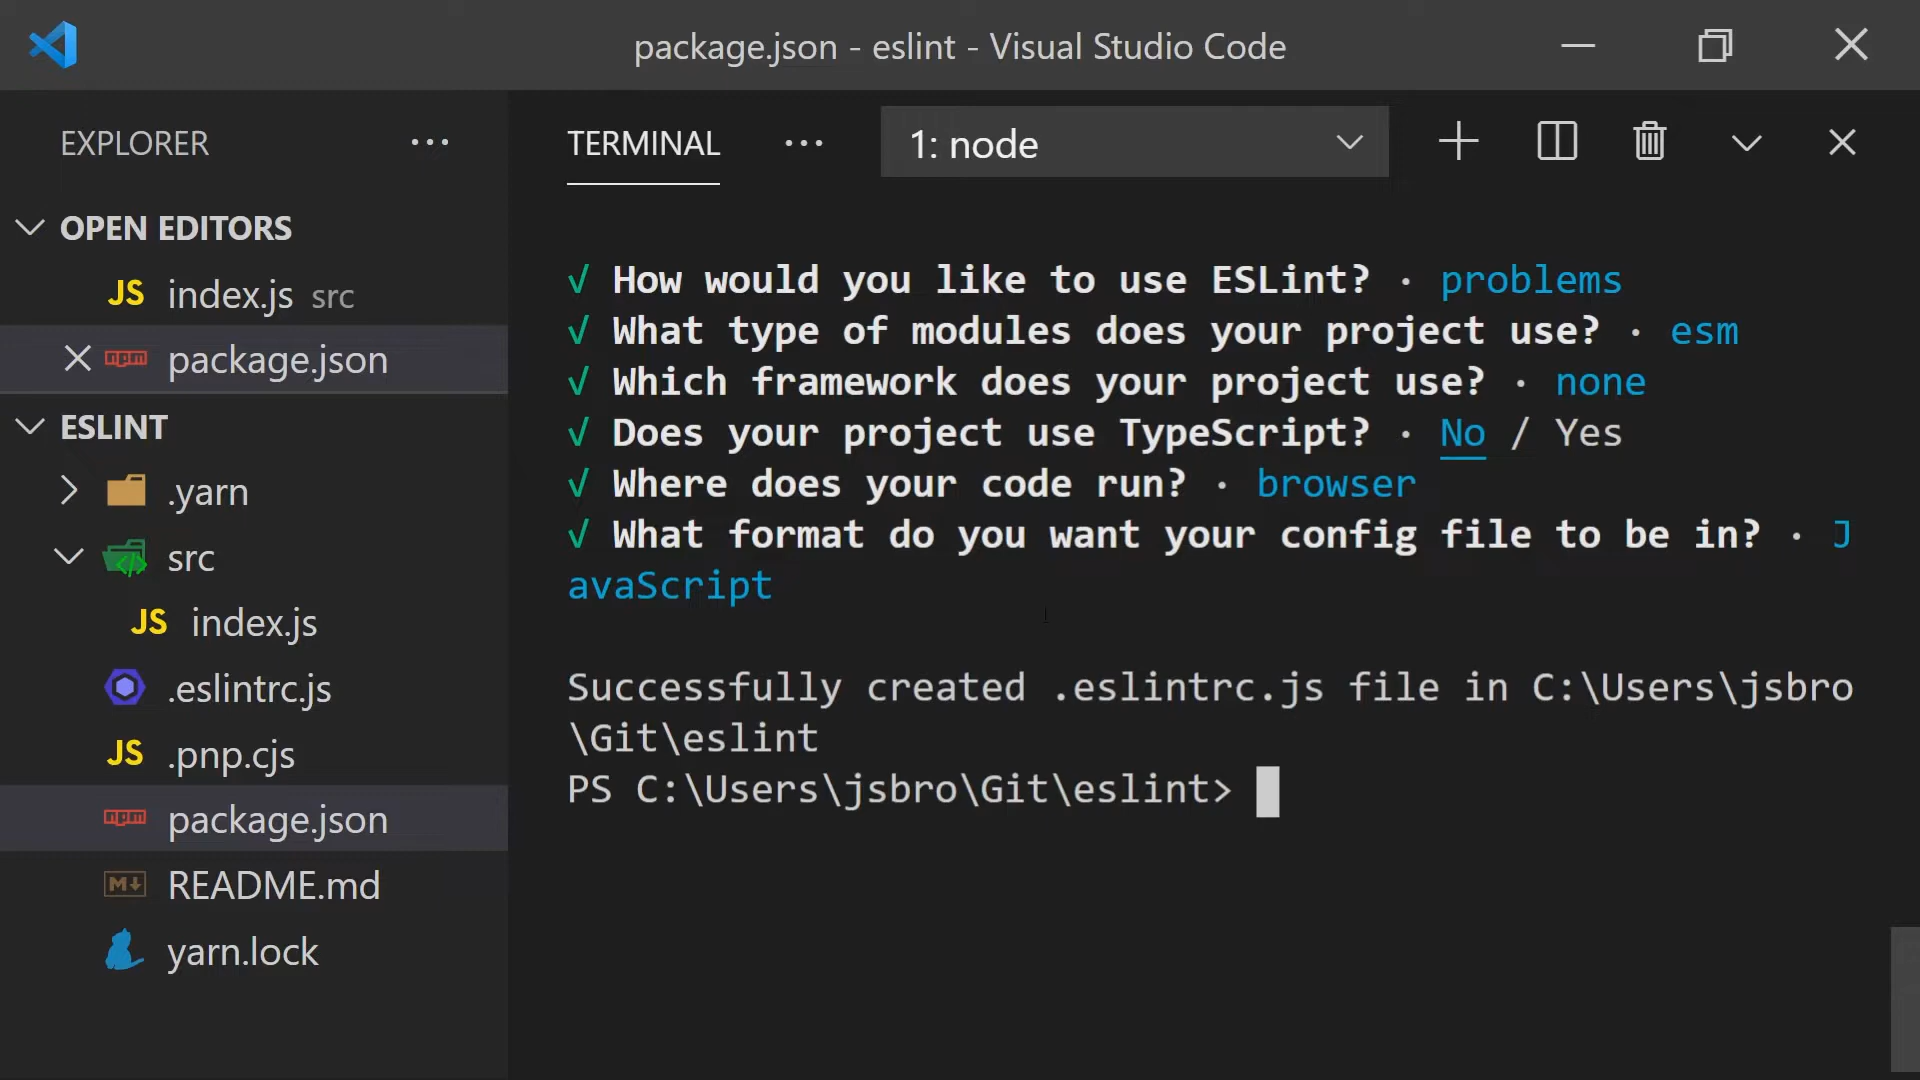 package.json - eslint - Visual Studio Code
EXPLORER
OPEN EDITORS
JS index.js src
npm package.json
ESLINT
.yarn
src
JS index.js
.eslintrc.js
JS .pnp.cjs
npm package.json
M README.md
yarn.lock
TERMINAL
1: node
√ How would you like to use ESLint? · problems
√ What type of modules does your project use? · esm
√ Which framework does your project use? · none
√ Does your project use TypeScript? · No / Yes
√ Where does your code run? · browser
√ What format do you want your config file to be in? · J
avaScript
Successfully created .eslintrc.js file in C:\Users\jsbro
\Git\eslint
PS C:\Users\jsbro\Git\eslint>